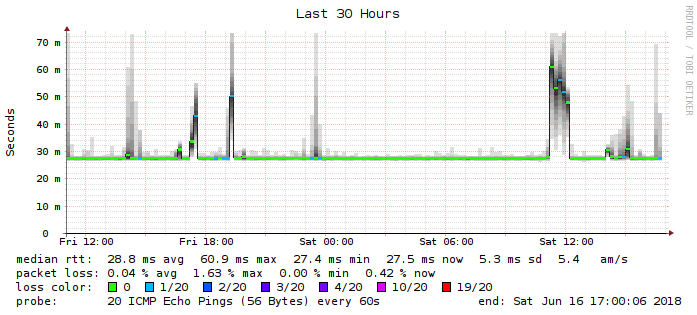 Last 30 Hours
RRDTOOL / TOBI OETIKER
Seconds
70 m
60 m
50 m
40 m
30 m
20 m
10 m
0
Fri 12:00 Fri 18:00 Sat 00:00 Sat 06:00 Sat 12:00
median rtt: 28.8 ms avg 60.9 ms max 27.4 ms min 27.5 ms now 5.3 ms sd 5.4 am/s
packet loss: 0.04 % avg 1.63 % max 0.00 % min 0.42 % now
loss color: 0 1/20 2/20 3/20 4/20 10/20 19/20
probe: 20 ICMP Echo Pings (56 Bytes) every 60s end: Sat Jun 16 17:00:06 2018